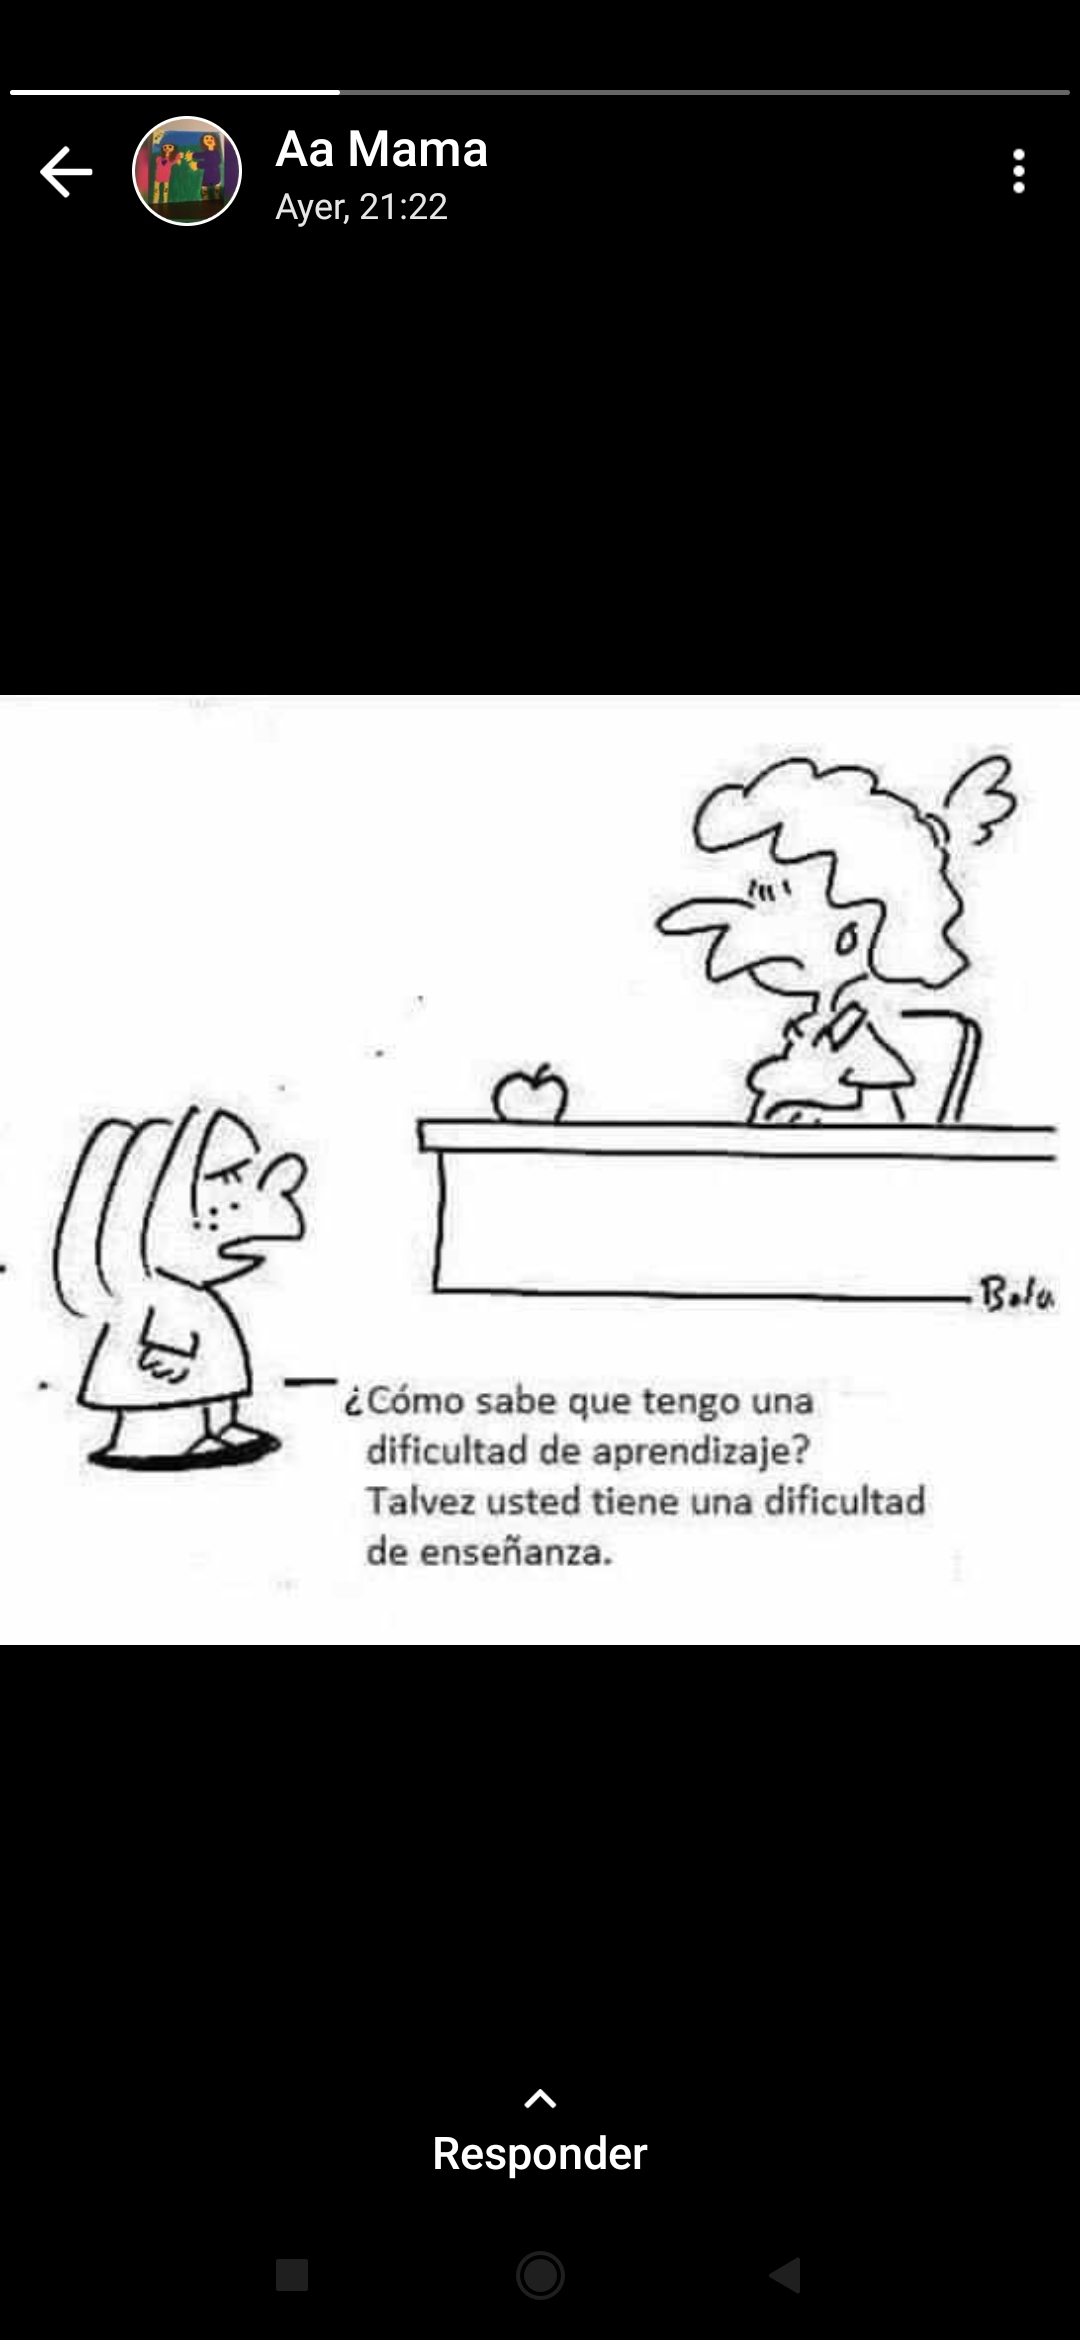 Aa Mama
Ayer, 21:22
¿Cómo sabe que tengo una
dificultad de aprendizaje?
Talvez usted tiene una dificultad
de enseñanza.
Responder